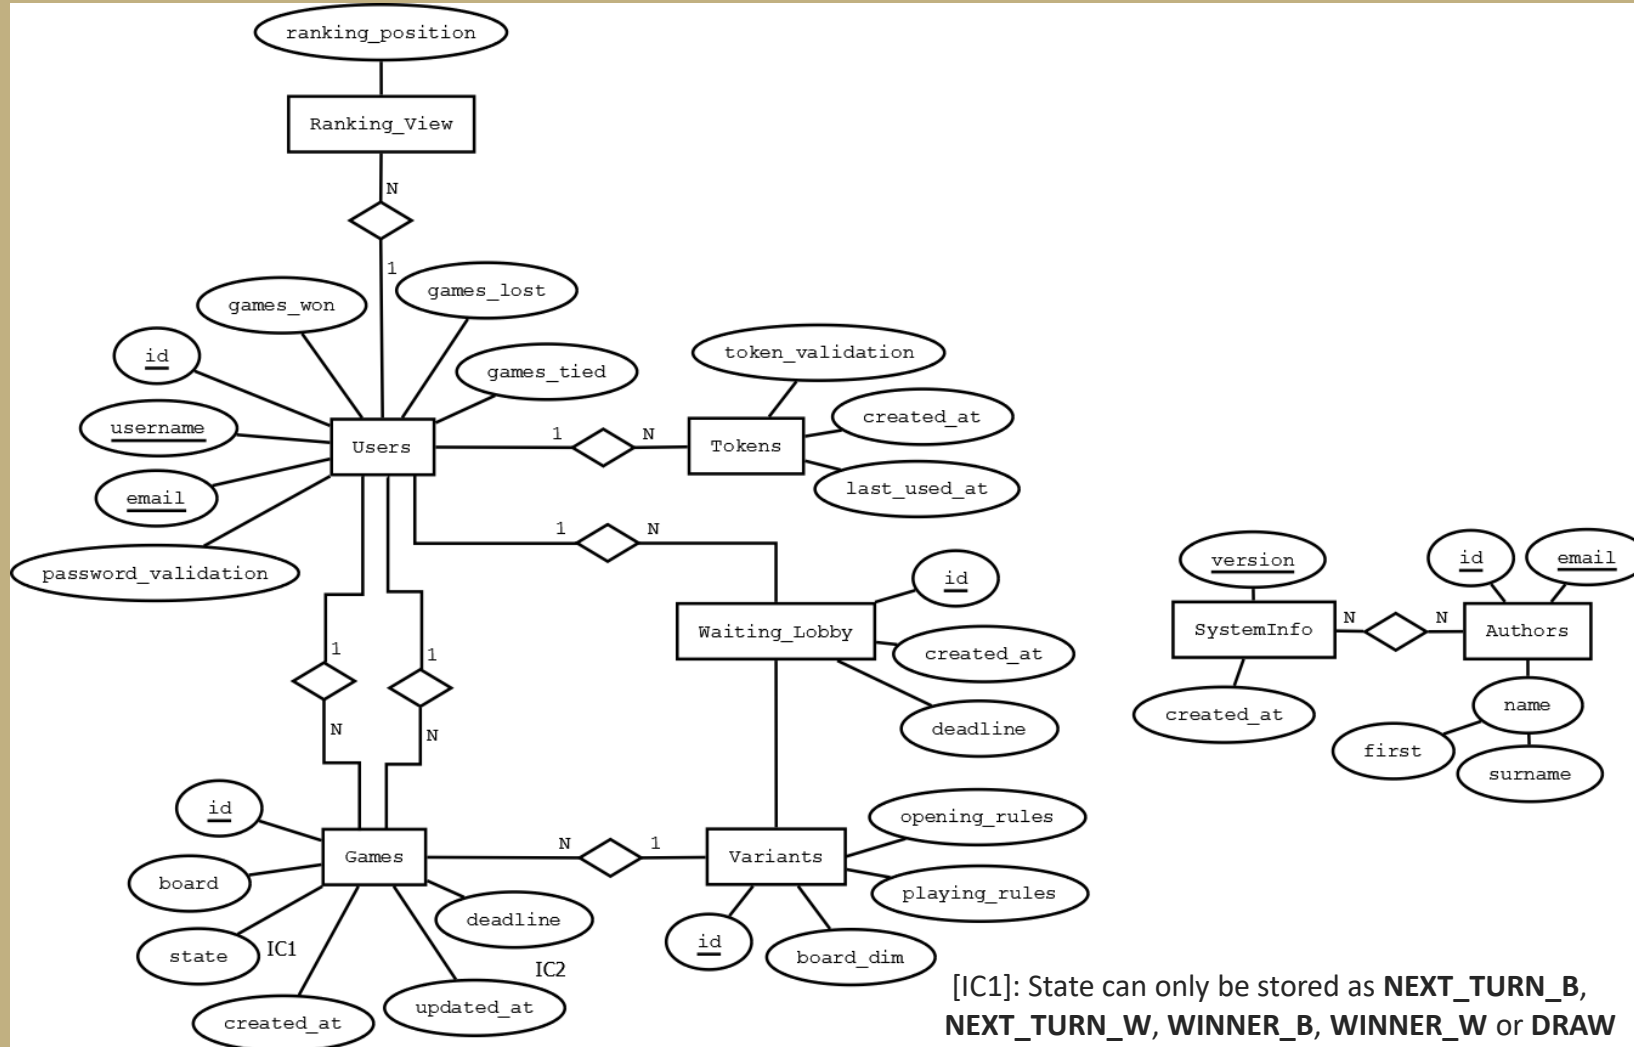 ranking_position
Ranking_View
N
1
games_won
games_lost
id
games_tied
username
Users
email
password_validation
1
N
token_validation
Tokens
created_at
last_used_at
1
N
Waiting_Lobby
id
created_at
deadline
version
SystemInfo
created_at
N
N
id
email
Authors
name
first
surname
1
1
N
N
id
Games
board
state
IC1
created_at
updated_at
IC2
deadline
N
1
Variants
opening_rules
playing_rules
id
board_dim
[IC1]: State can only be stored as NEXT_TURN_B,
NEXT_TURN_W, WINNER_B, WINNER_W or DRAW